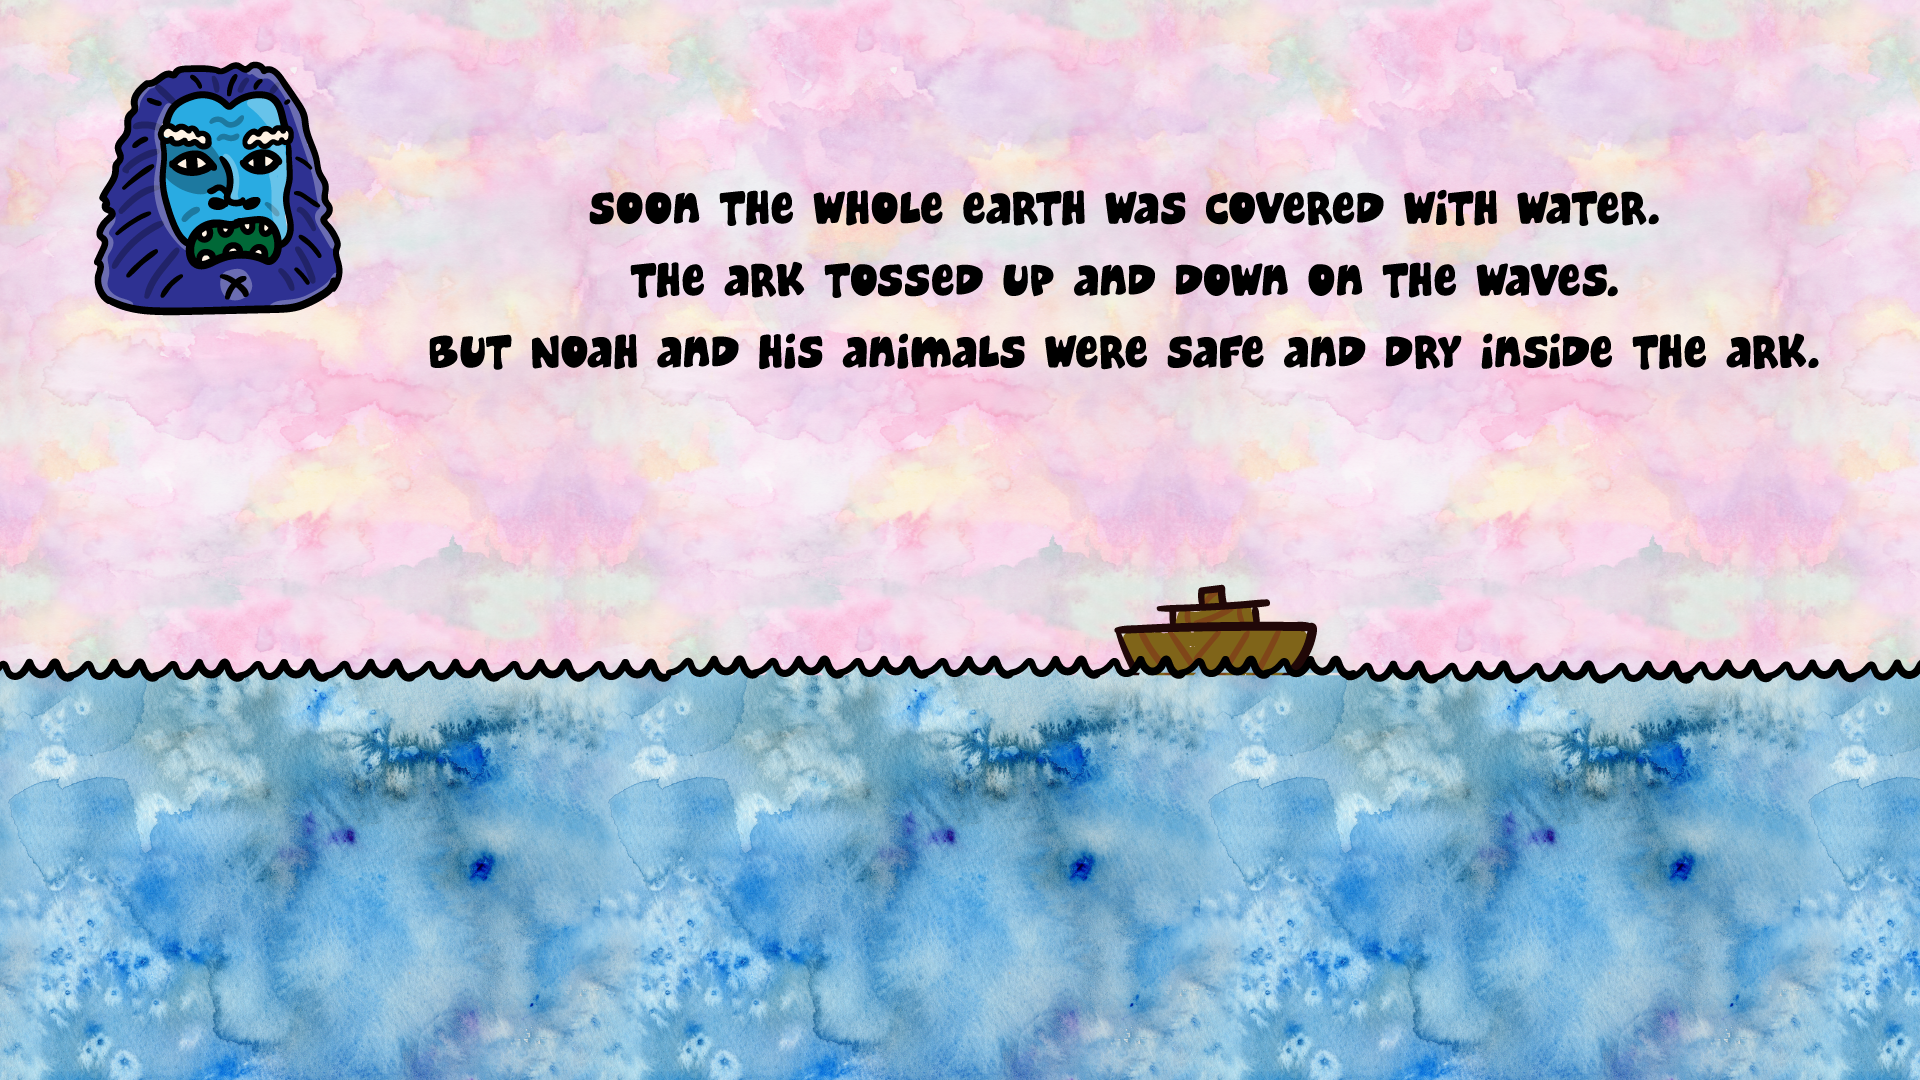 Soon the whole earth was covered with water.
The ark tossed up and down on the waves.
But Noah and his animals were safe and dry inside the ark.